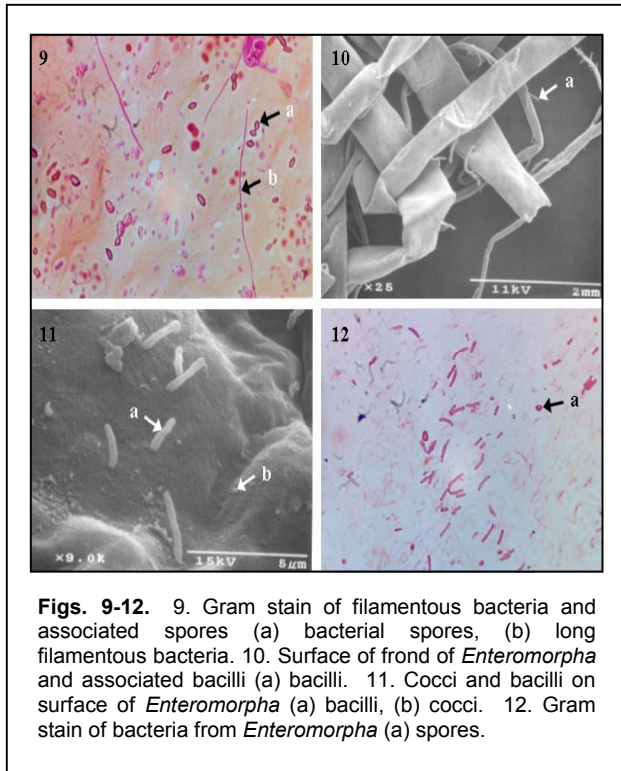 9
a
b
10
a
×25 11kV 2mm
11
a
b
×9.0k 15kV 5µm
12
a
Figs. 9-12. 9. Gram stain of filamentous bacteria and
associated spores (a) bacterial spores, (b) long
filamentous bacteria. 10. Surface of frond of Enteromorpha
and associated bacilli (a) bacilli. 11. Cocci and bacilli on
surface of Enteromorpha (a) bacilli, (b) cocci. 12. Gram
stain of bacteria from Enteromorpha (a) spores.